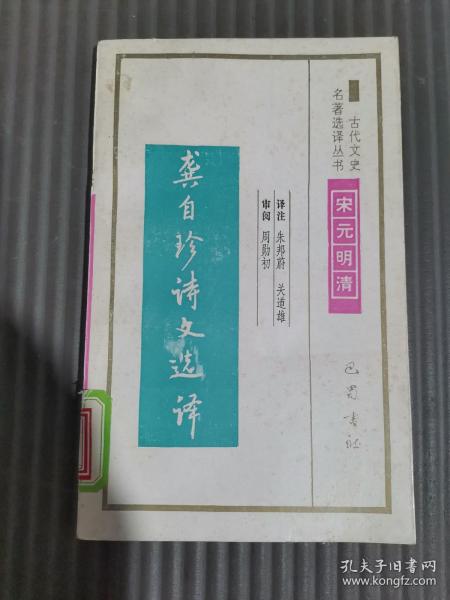 古代文史
名著选译丛书
宋元明清
译注 朱邦蔚 关道雄
审阅 周勋初
龚自珍诗文选译
巴蜀书社
孔夫子旧书网
www.kongfz.com